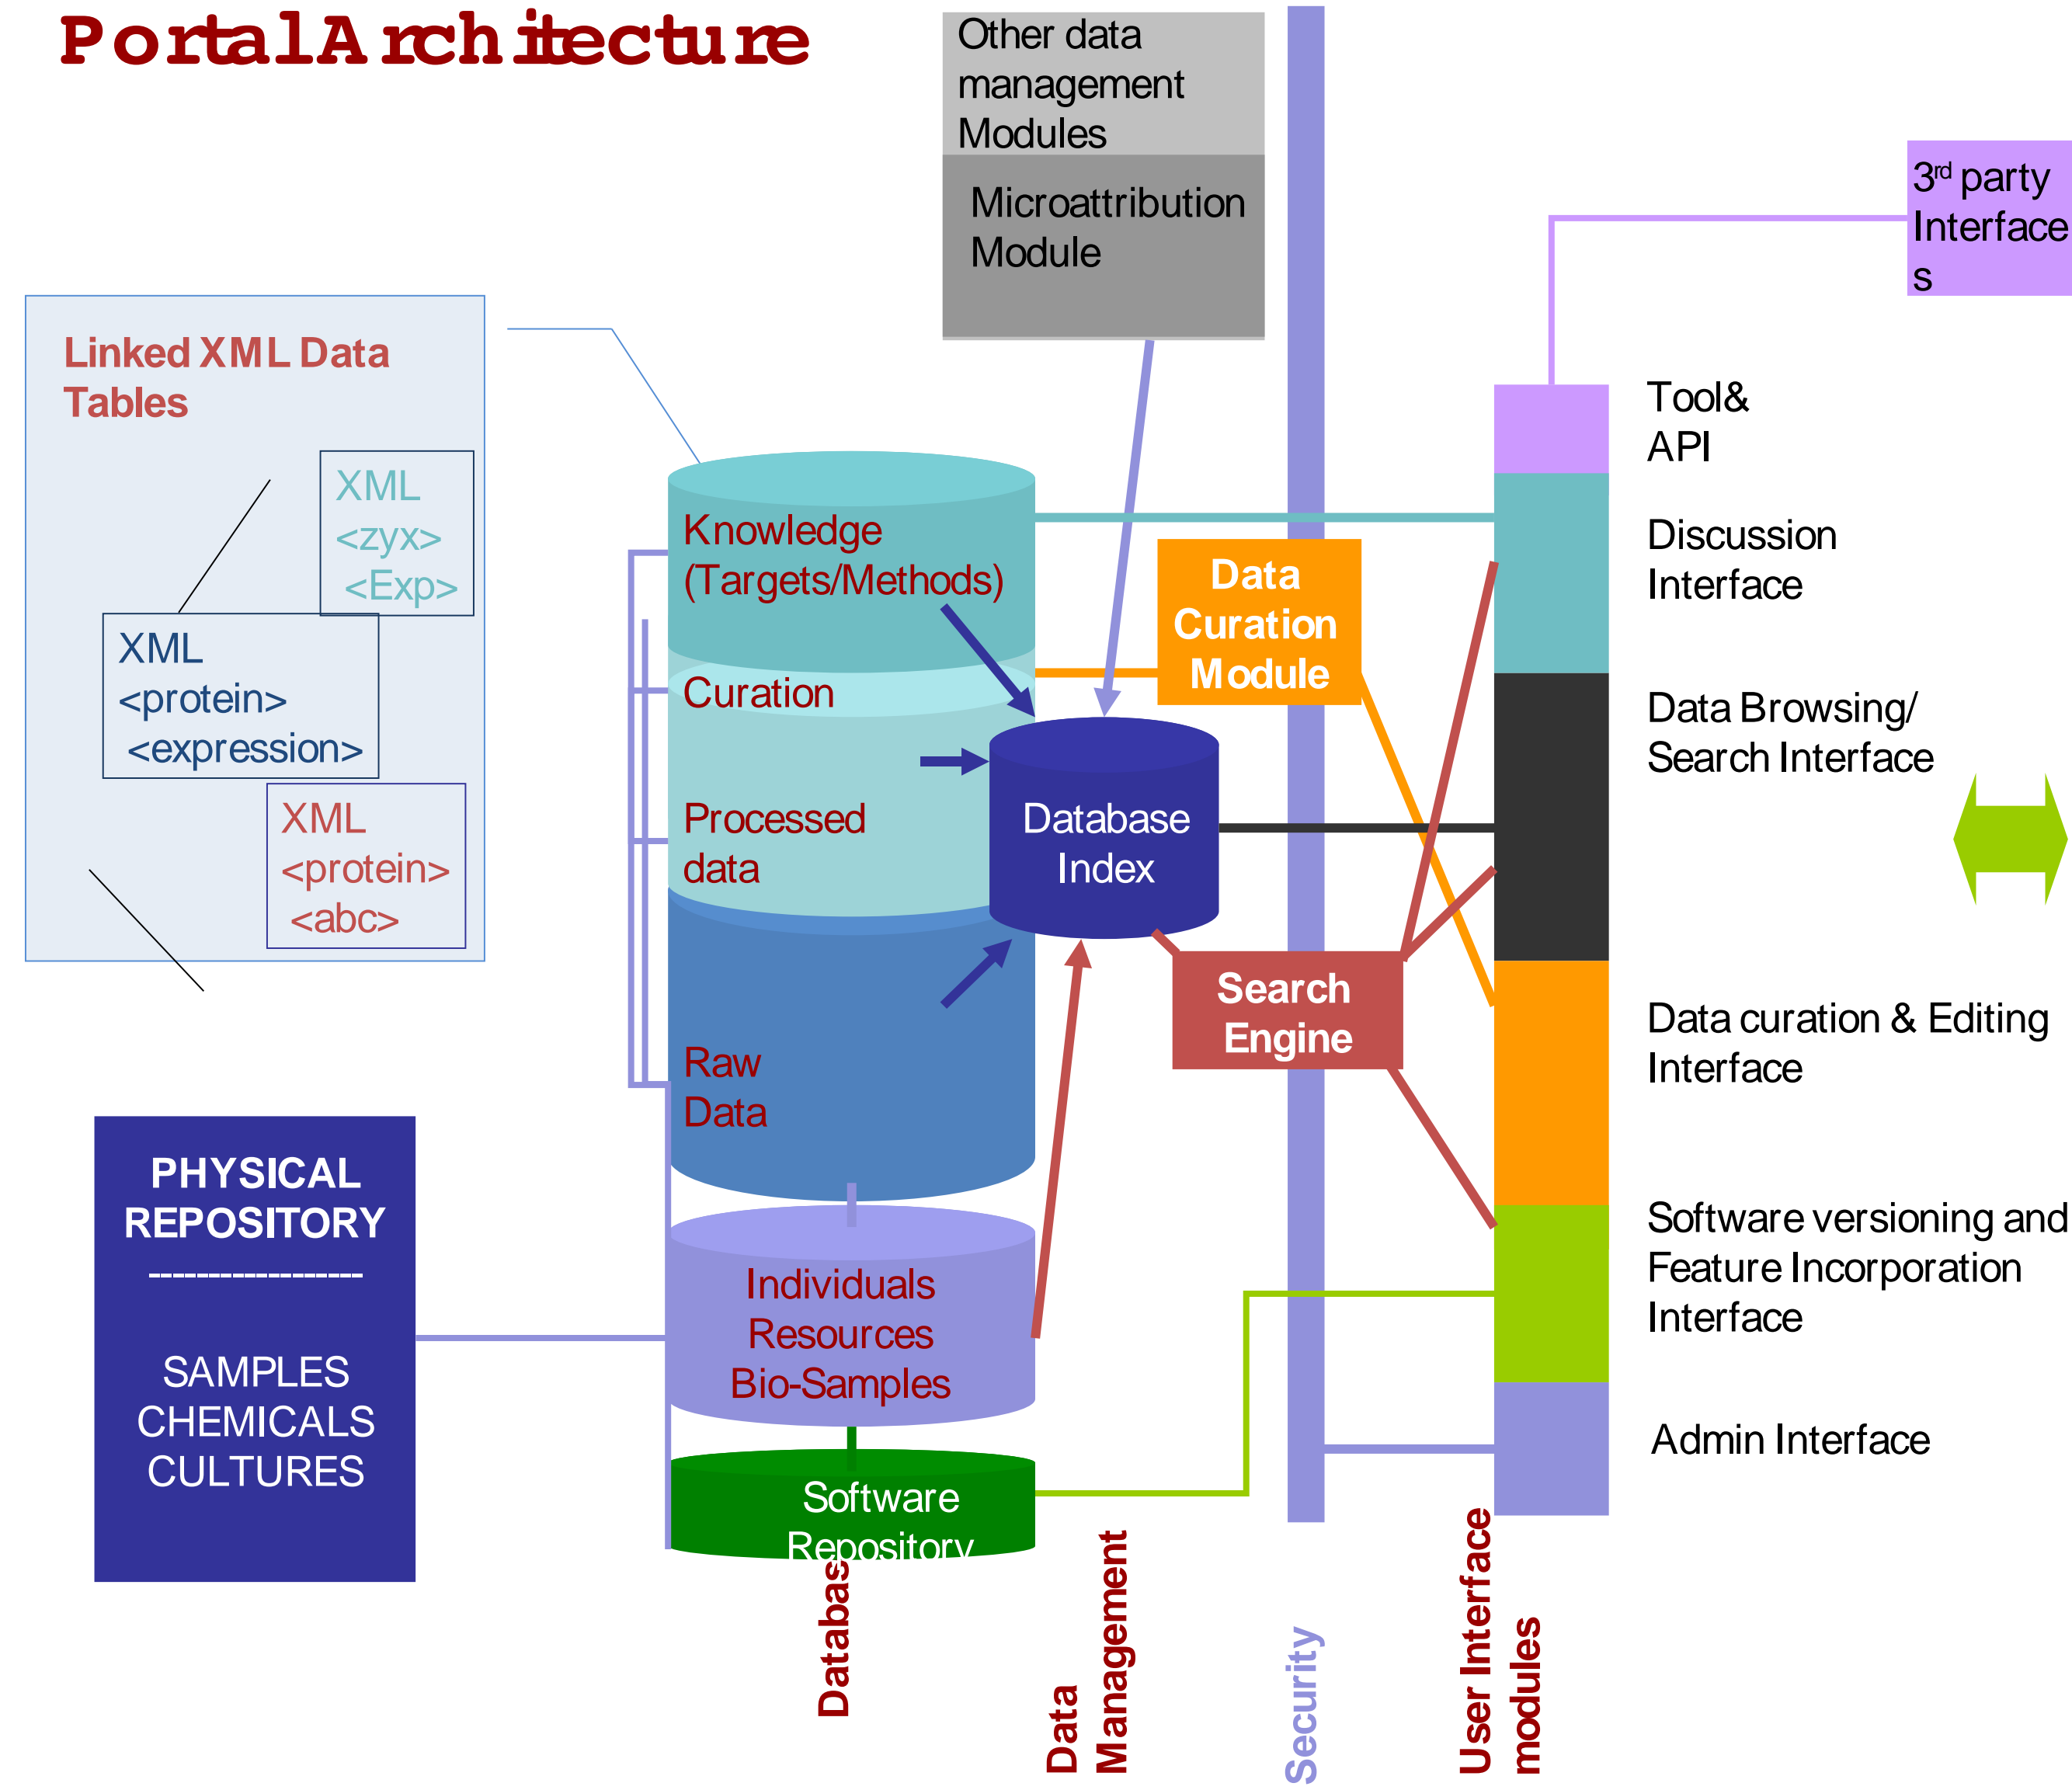 Portal Architecture
Other data
management
Modules
Microattribution
Module
3rd party
Interface
s
Linked XML Data
Tables
XML
<zyx>
<Exp>
XML
<protein>
<expression>
XML
<protein>
<abc>
Knowledge
(Targets/Methods)
Curation
Processed
data
Raw
Data
Data
Curation
Module
Database
Index
Search
Engine
Tool&
API
Discussion
Interface
Data Browsing/
Search Interface
Data curation & Editing
Interface
Software versioning and
Feature Incorporation
Interface
Admin Interface
PHYSICAL
REPOSITORY
------------------
SAMPLES
CHEMICALS
CULTURES
Individuals
Resources
Bio-Samples
Software
Repository
Database
Data
Management
Security
User Interface
modules